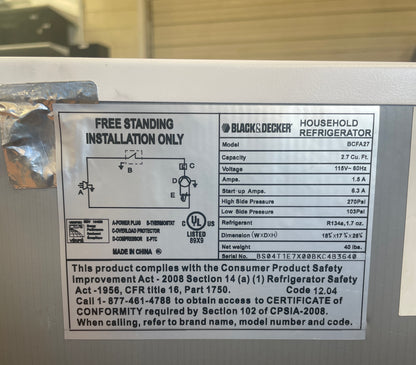 FREE STANDING
INSTALLATION ONLY
B
A
C
D
E
A-POWER PLUG B-THERMOSTAT
C-OVERLOAD PROTECTOR
D-COMPRESSOR E-PTC
MADE IN CHINA
C UL US
LISTED
89X9
BLACK&DECKER HOUSEHOLD
REFRIGERATOR
Model BCFA27
Capacity 2.7 Cu. Ft.
Voltage 115V~ 60Hz
Amps. 1.5 A
Start-up Amps. 6.3 A
High Side Pressure 270Psi
Low Side Pressure 103Psi
Refrigerant R134a, 1.7 oz.
Dimension (WxDxH)
Net weight 40 lbs.
Serial No. BS04T1E7X00BKC4B3640
This product complies with the Consumer Product Safety
Improvement Act - 2008 Section 14 (a) (1) Refrigerator Safety
Act -1956, CFR title 16, Part 1750. Code 12.04
Call 1- 877-461-4788 to obtain access to CERTIFICATE of
CONFORMITY required by Section 102 of CPSIA-2008.
When calling, refer to brand name, model number and code.